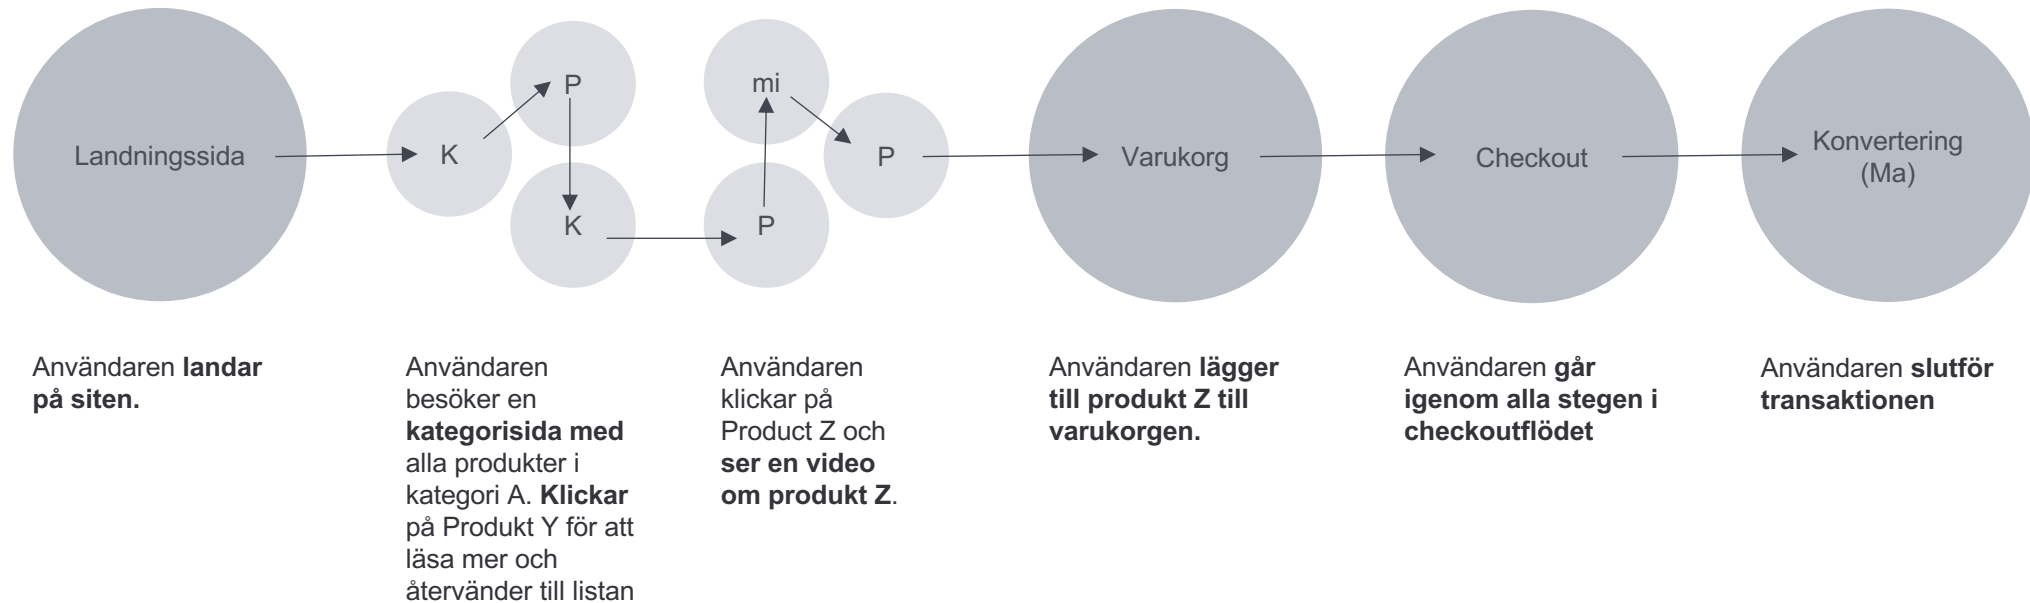 Landningssida
K
P
K
P
mi
P
Varukorg
Checkout
Konvertering
(Ma)
Användaren landar
på siten.
Användaren
besöker en
kategorisida med
alla produkter i
kategori A. Klickar
på Produkt Y för att
läsa mer och
återvänder till listan
Användaren
klickar på
Product Z och
ser en video
om produkt Z.
Användaren lägger
till produkt Z till
varukorgen.
Användaren går
igenom alla stegen i
checkoutflödet
Användaren slutför
transaktionen